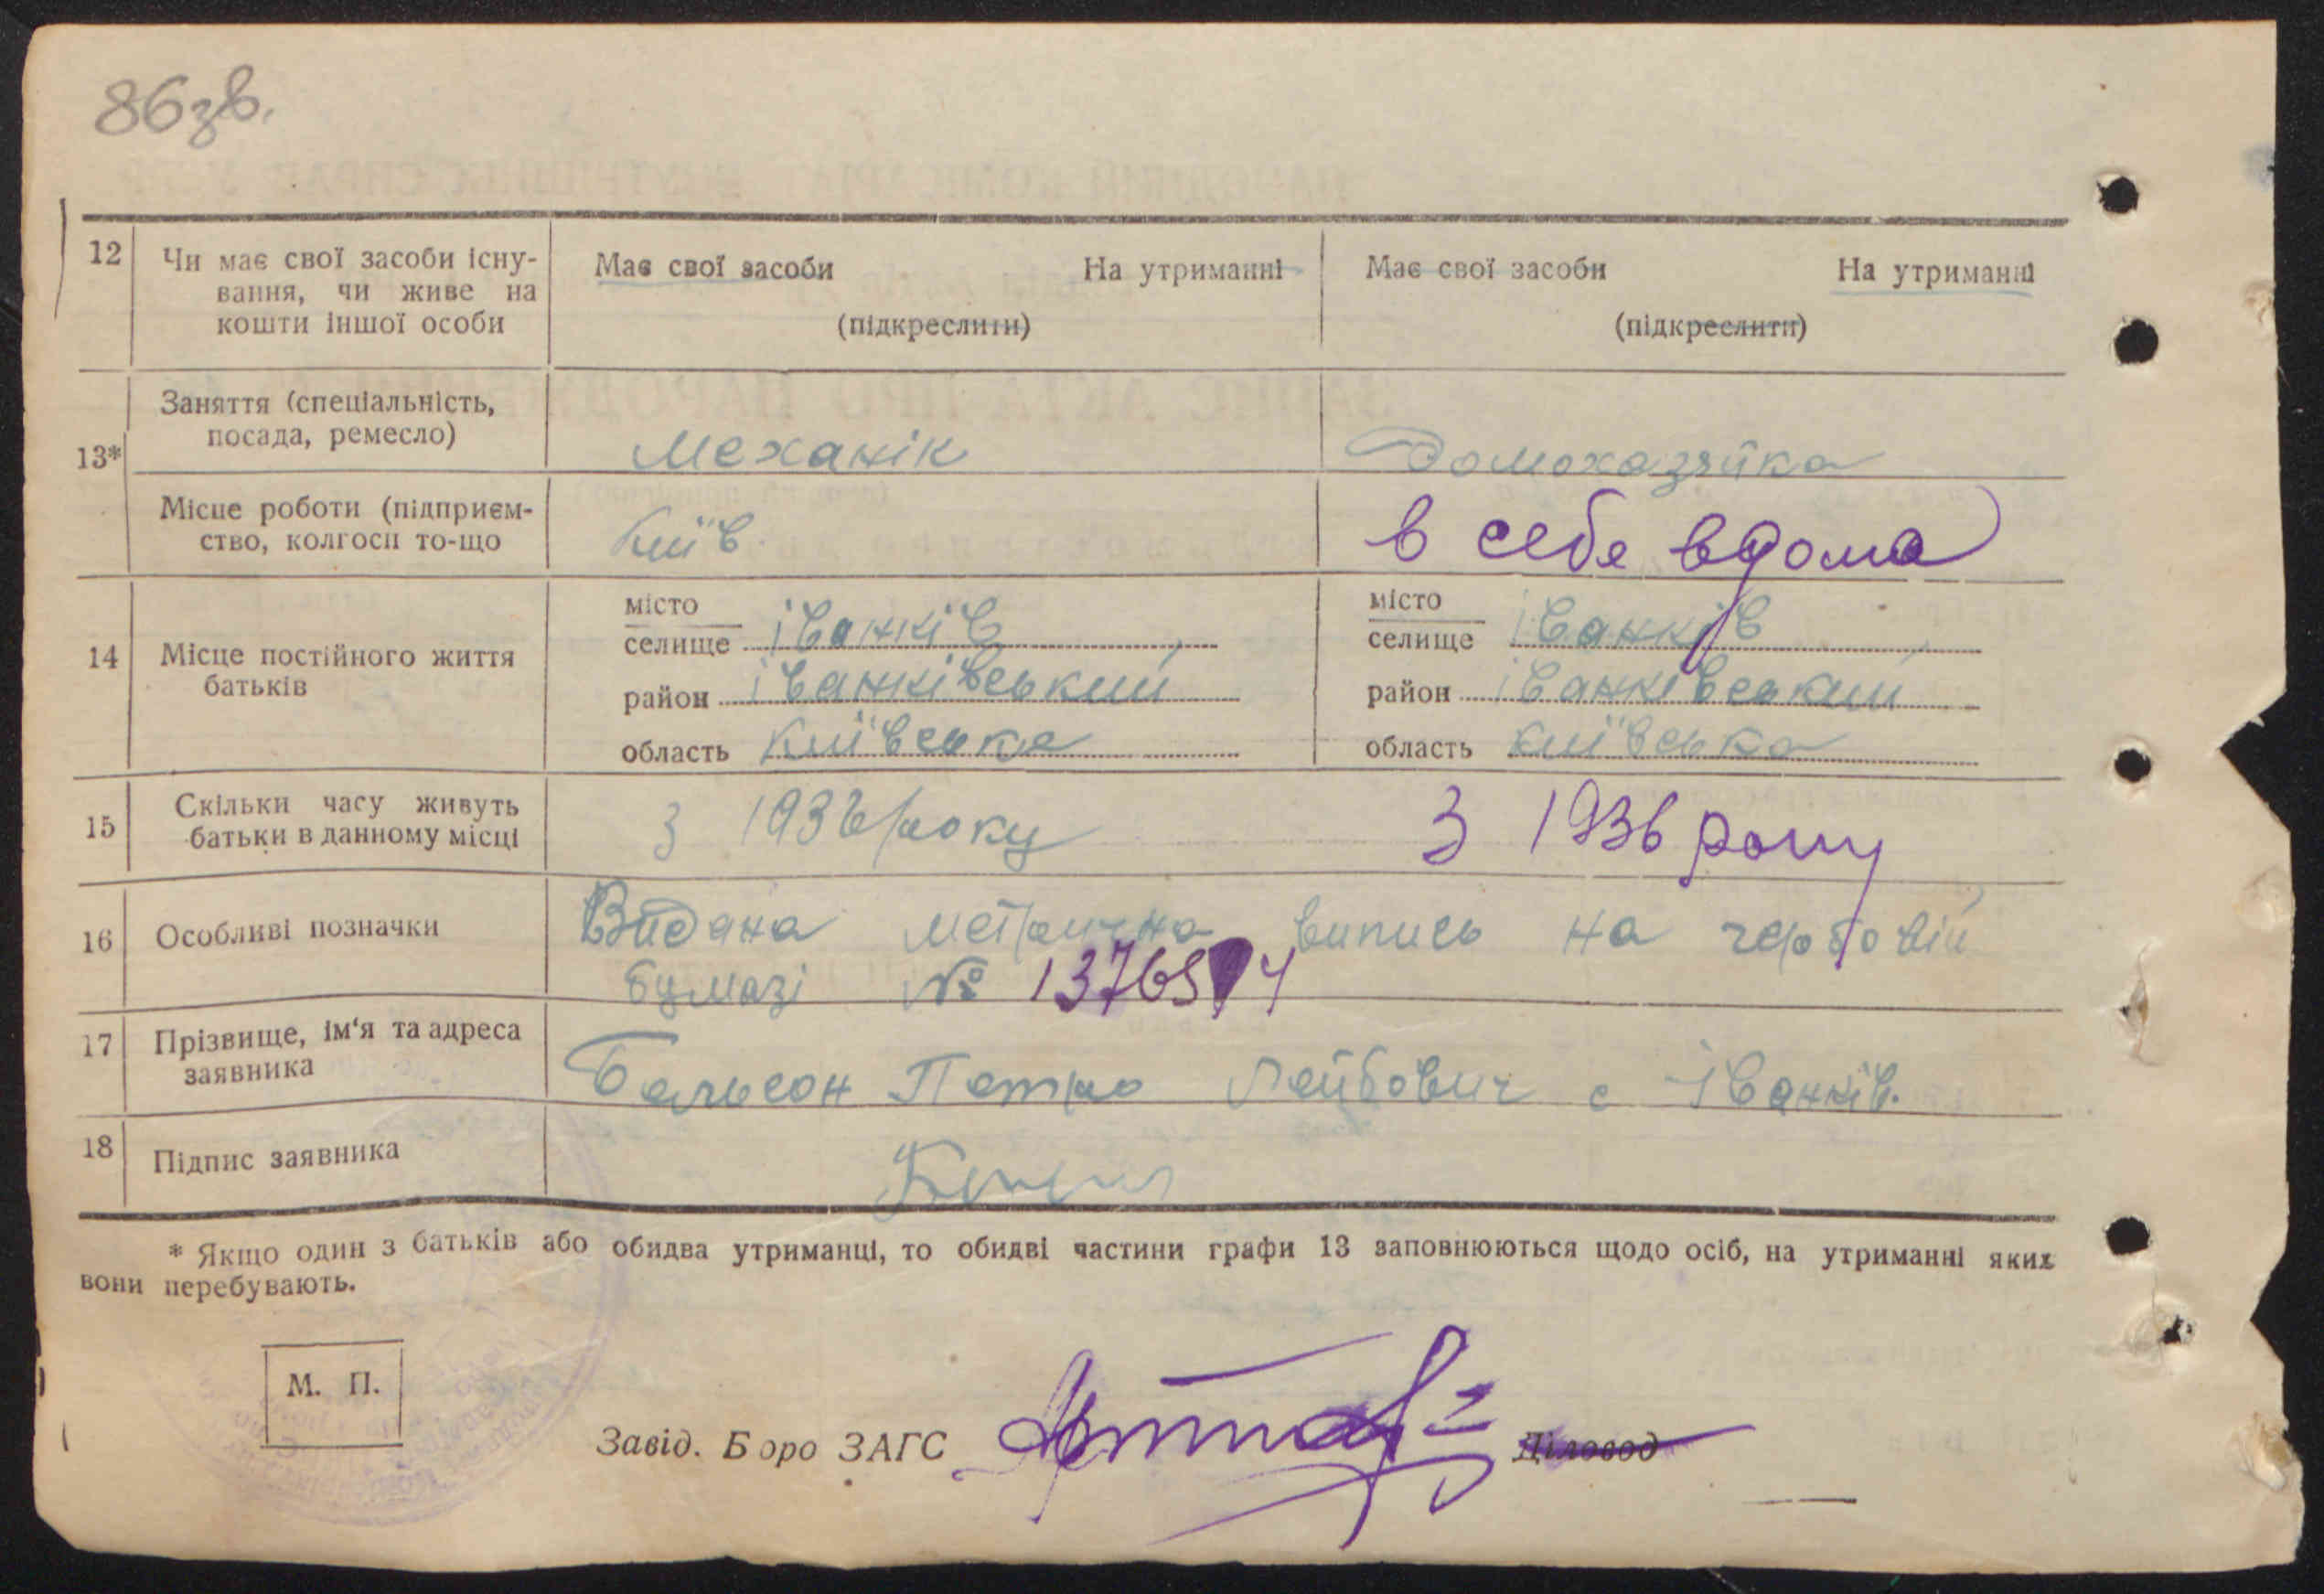 86зв.
12 Чи має свої засоби існу-
вання, чи живе на
кошти іншої особи
Має свої засоби На утриманні
(підкреслити)
Має свої засоби На утриманні
(підкреслити)
13*
Заняття (спеціальність,
посада, ремесло)
Механік
Домохазяйка
Місце роботи (підприєм-
ство, колгосп то-що
Київ
в себе вдома
14 Місце постійного життя
батьків
місто
селище Іванків
район Іванківський
область Київська
місто
селище Іванків
район Іванківський
область Київська
15 Скільки часу живуть
батьки в данному місці
З 1936 року
З 1936 року
16 Особливі позначки
Видана метрична випись на гербовій
бумазі №
17 Прізвище, ім'я та адреса
заявника
Бальсон Петро Лейбович с Іванків.
18 Підпис заявника
* Якщо один з батьків або обидва утриманці, то обидві частини графи 13 заповнюються щодо осіб, на утриманні яких
вони перебувають.
М. П.
Завід. Бюро ЗАГС
Діловод